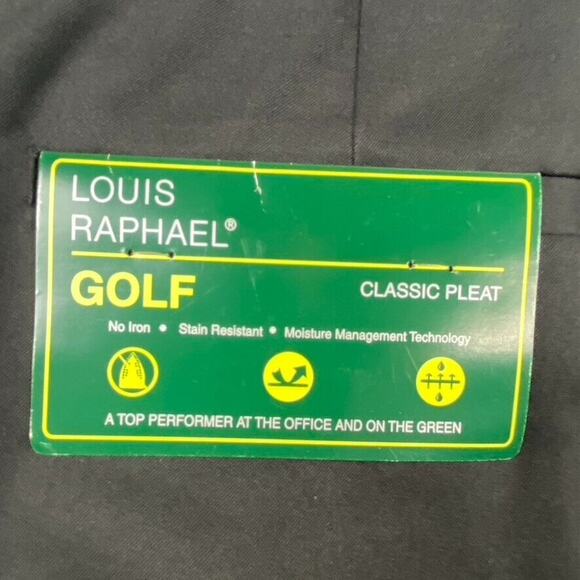 LOUIS
RAPHAEL®
GOLF
CLASSIC PLEAT
No Iron • Stain Resistant • Moisture Management Technology
A TOP PERFORMER AT THE OFFICE AND ON THE GREEN